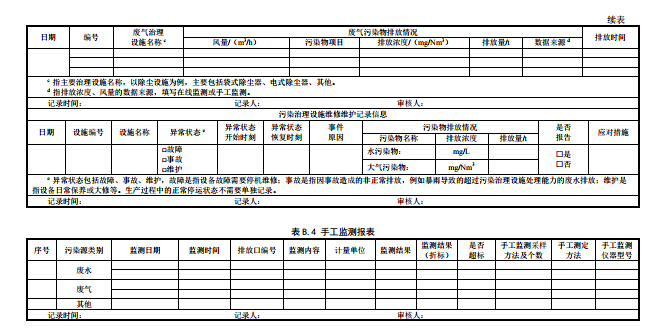 续表
日期 编号 废气治理设施名称c 废气污染物排放情况 排放时间
风量/（m3/h） 污染物项目 排放浓度/（mg/Nm3） 排放量/t 数据来源d
c 指主要治理设施名称，以除尘设施为例，主要包括袋式除尘器、电式除尘器、其他。
d 指排放浓度、风量的数据来源，填写在线监测或手工监测。
记录时间： 记录人： 审核人：
污染治理设施维修维护记录信息
日期 设施编号 设施名称 异常状态e 异常状态开始时刻 异常状态恢复时刻 事件原因 污染物排放情况 是否报告 应对措施
污染物名称 排放浓度 排放量/t
□故障
□事故
□维护
水污染物： mg/L
大气污染物： mg/Nm3
□是
□否
e 异常状态包括故障、事故、维护，故障是指设备故障需要停机维修；事故是指因事故造成的非正常排放，例如暴雨导致的超过污染治理设施处理能力的废水排放；维护是
指设备日常保养或大修等。生产过程中的正常停运状态不需要单独记录。
记录时间： 记录人： 审核人：
表 B.4 手工监测报表
序号 污染源类别 监测日期 监测时间 排放口编号 监测内容 计量单位 监测结果 监测结果（折标） 是否超标 手工监测采样方法及个数 手工测定方法 手工监测仪器型号
废水
废气
其他
记录时间： 记录人： 审核人：